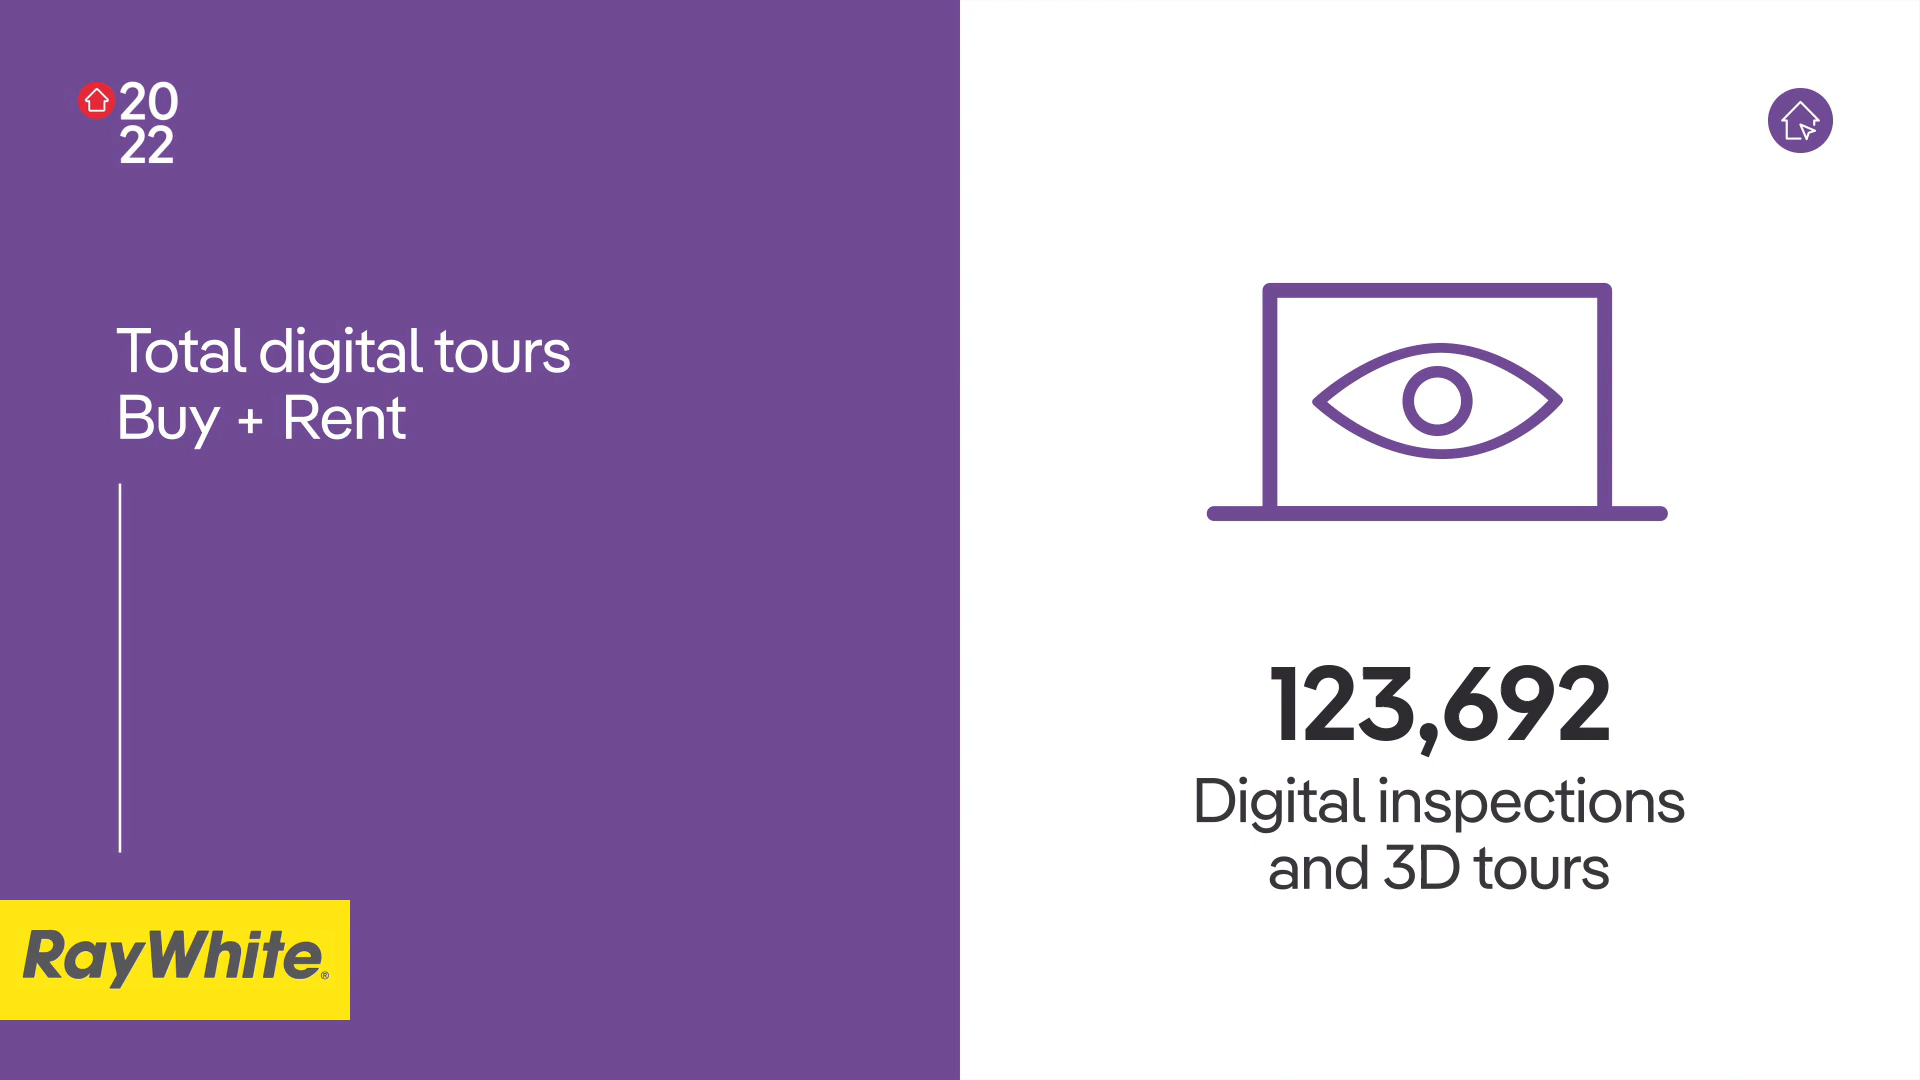 20
22
Total digital tours
Buy + Rent
RayWhite®
123,692
Digital inspections
and 3D tours